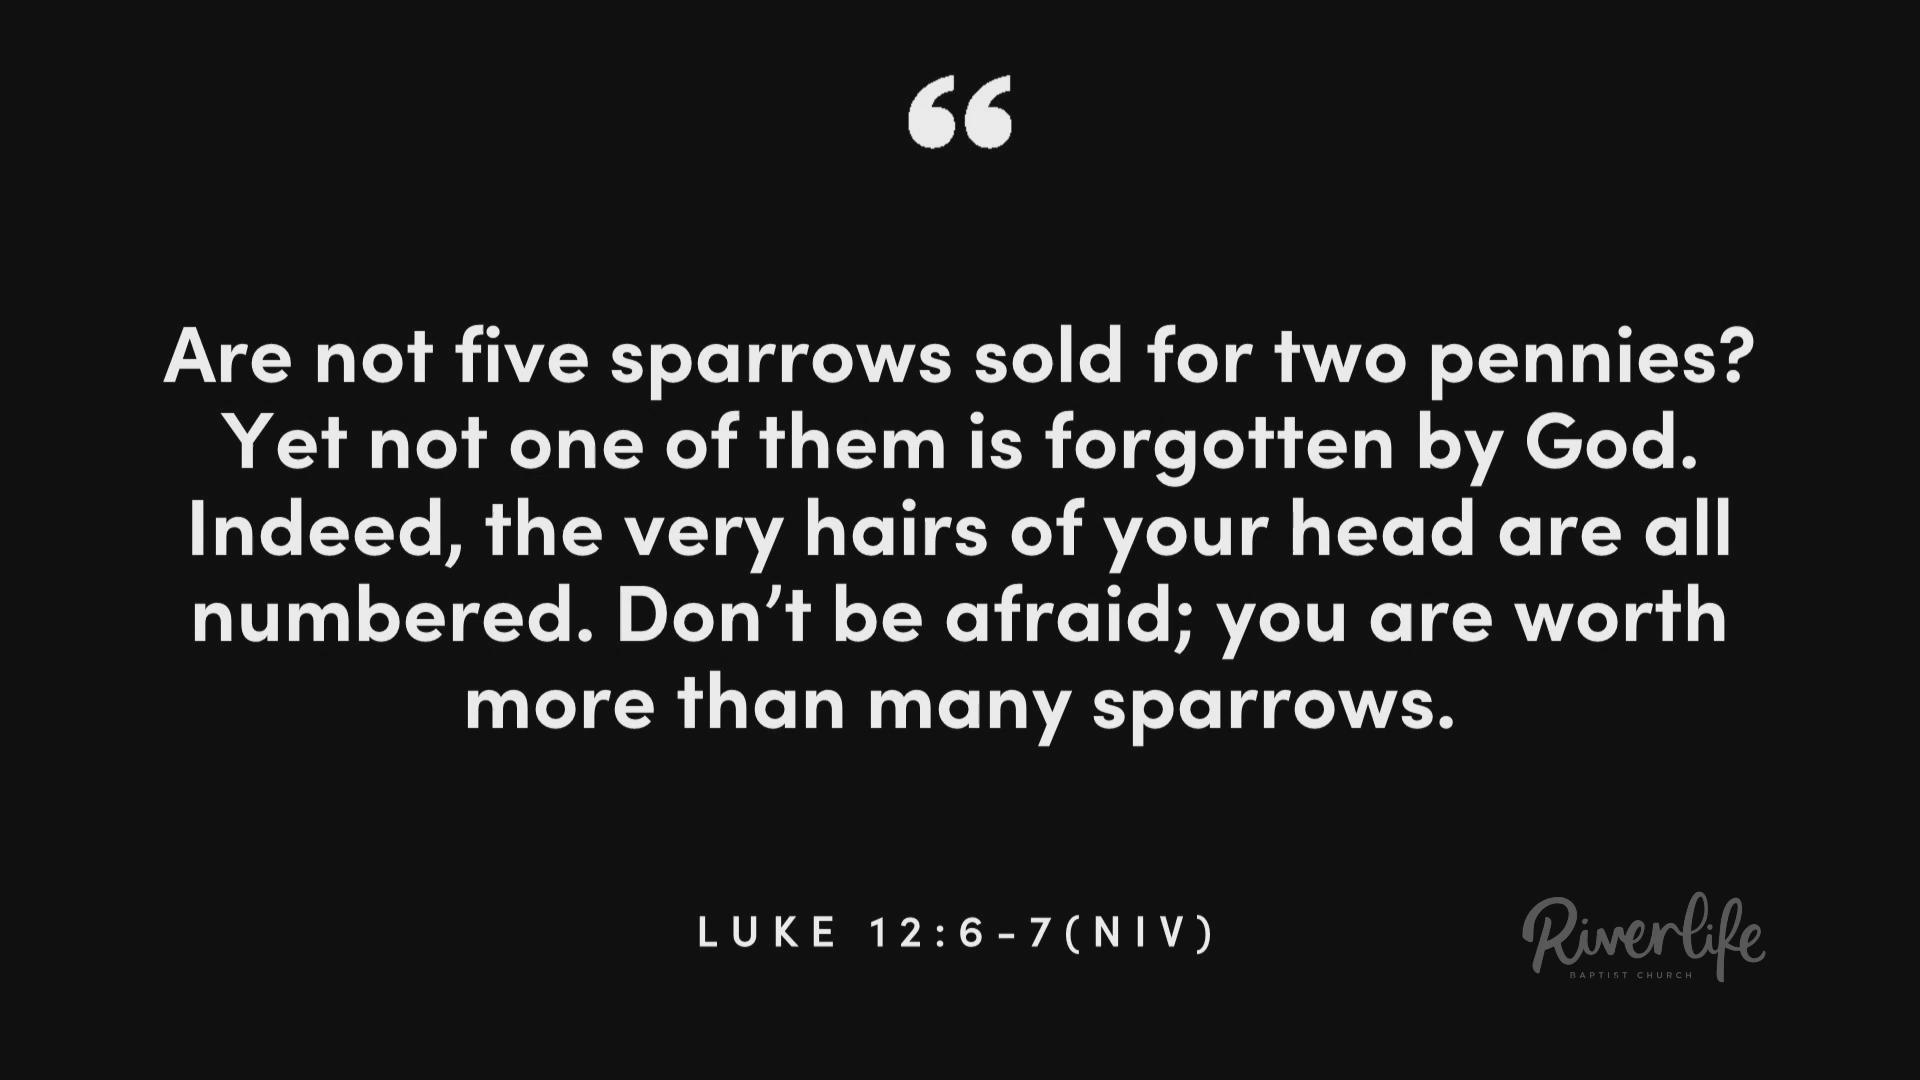 “
Are not five sparrows sold for two pennies?
Yet not one of them is forgotten by God.
Indeed, the very hairs of your head are all
numbered. Don’t be afraid; you are worth
more than many sparrows.
LUKE 12:6-7(NIV)
Riverlife
BAPTIST CHURCH